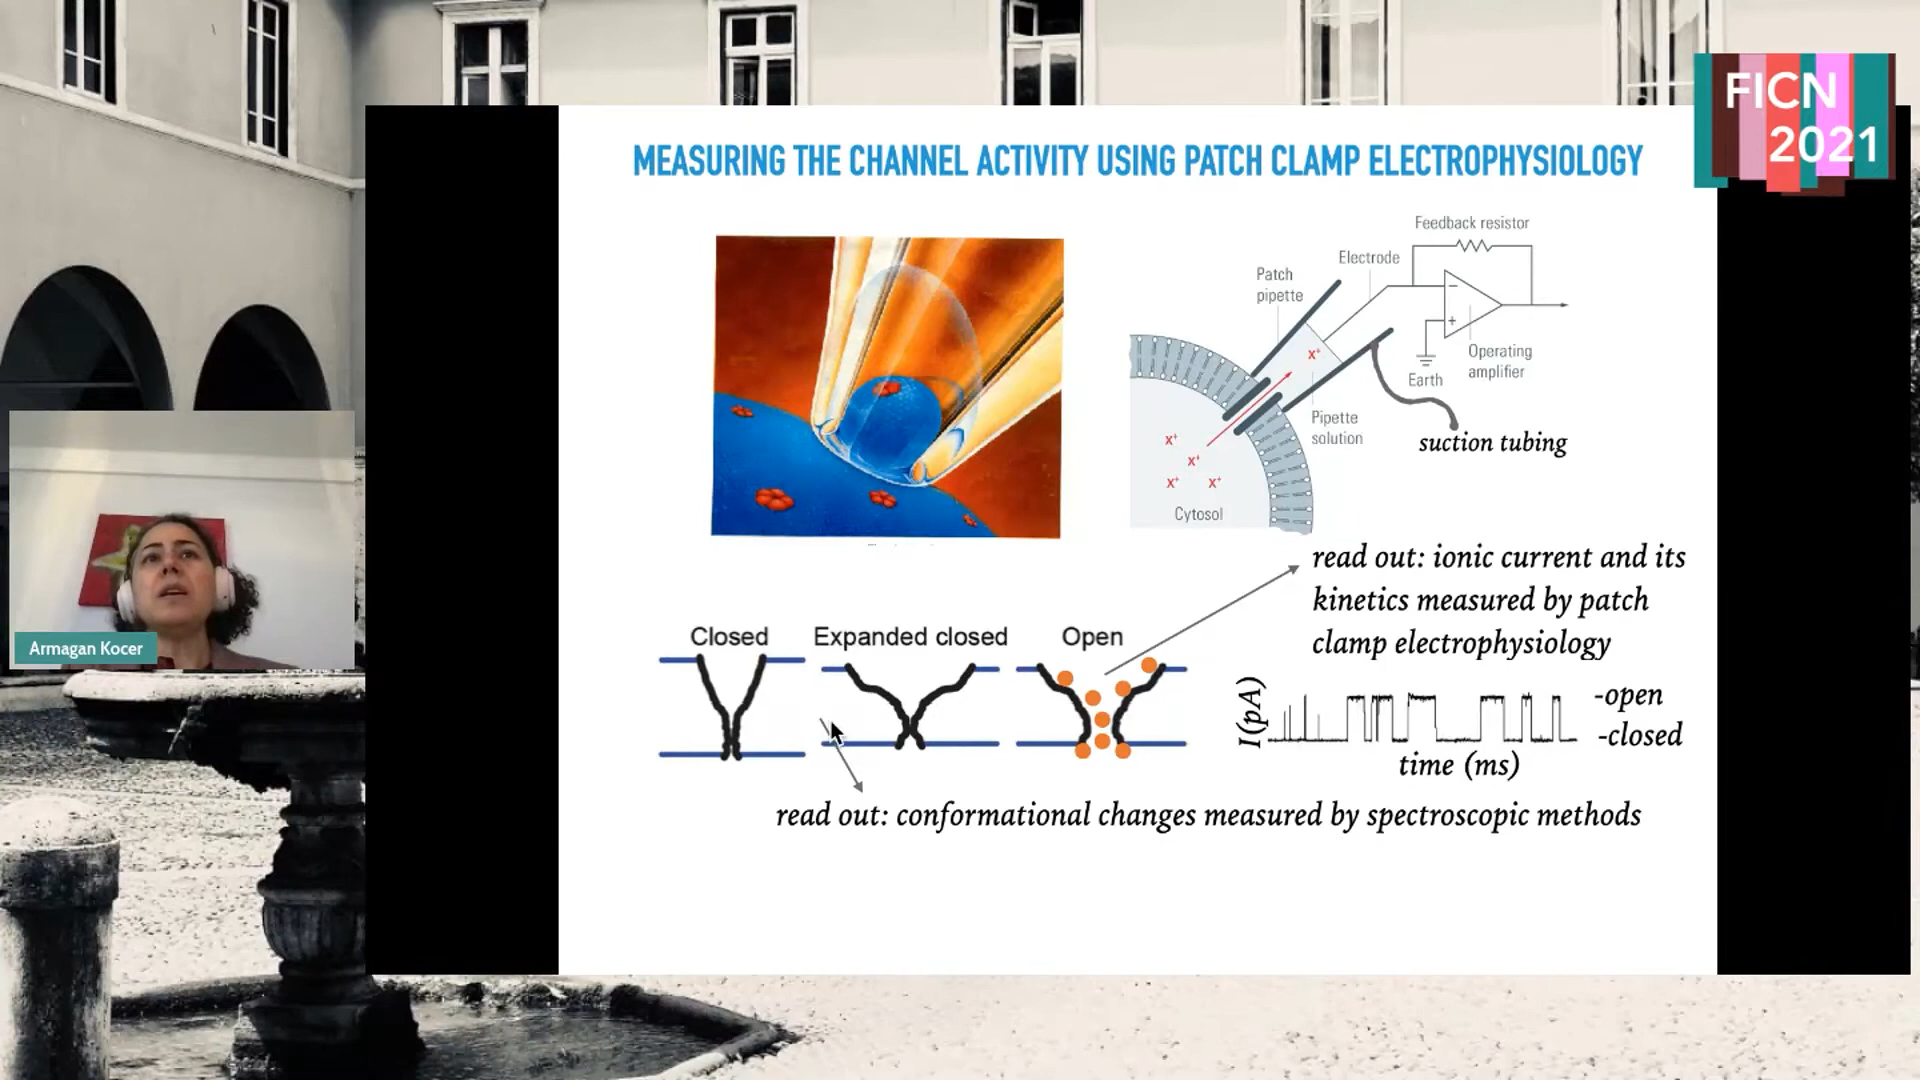 FICN
2021
MEASURING THE CHANNEL ACTIVITY USING PATCH CLAMP ELECTROPHYSIOLOGY
Feedback resistor
Electrode
Patch
pipette
Operating
amplifier
Earth
Pipette
solution
suction tubing
x⁺
x⁺
x⁺
x⁺ x⁺
Cytosol
read out: ionic current and its
kinetics measured by patch
clamp electrophysiology
Closed Expanded closed Open
I(pA)
-open
-closed
time (ms)
read out: conformational changes measured by spectroscopic methods
Armagan Kocer